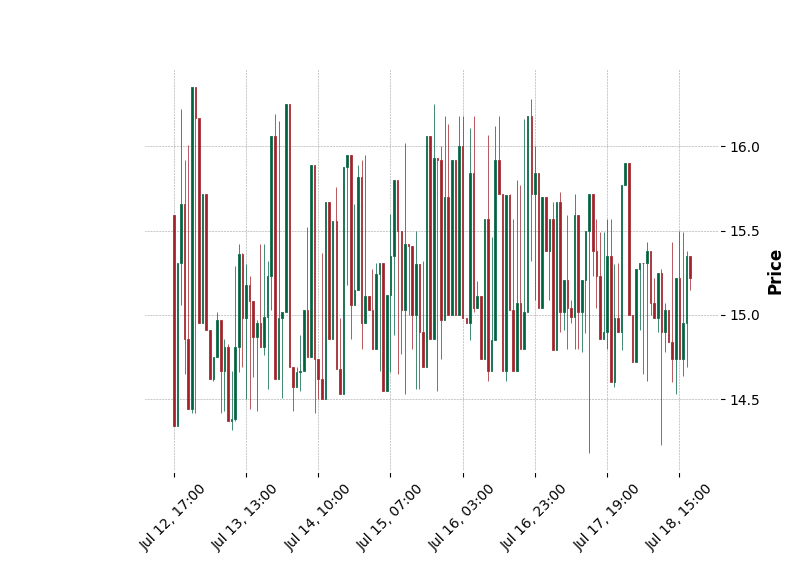 16.0
15.5
15.0
14.5
Price
Jul 12, 17:00
Jul 13, 13:00
Jul 14, 10:00
Jul 15, 07:00
Jul 16, 03:00
Jul 16, 23:00
Jul 17, 19:00
Jul 18, 15:00